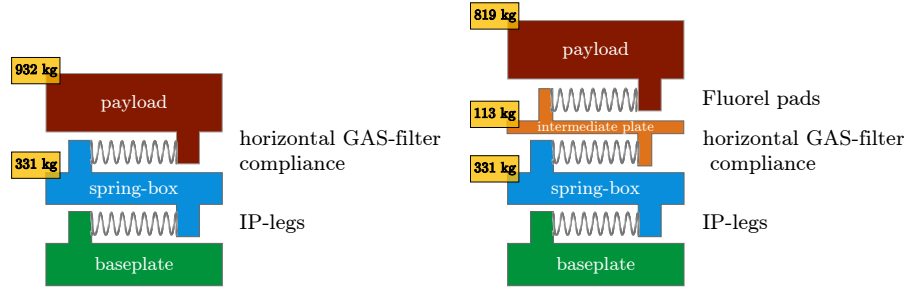 932 kg
payload
horizontal GAS-filter
compliance
331 kg
spring-box
IP-legs
baseplate
819 kg
payload
Fluorel pads
113 kg
intermediate plate
horizontal GAS-filter
compliance
331 kg
spring-box
IP-legs
baseplate